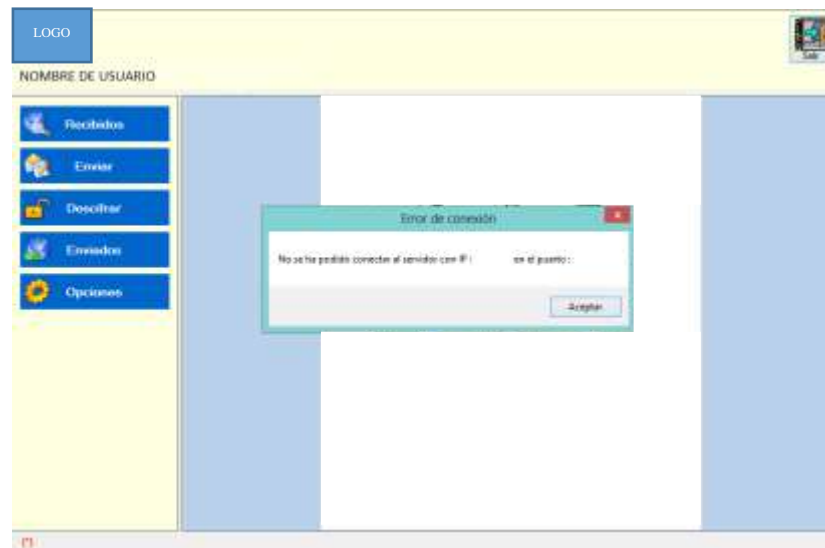 LOGO
Salir
NOMBRE DE USUARIO
Recibidos
Enviar
Descifrar
Enviados
Opciones
Error de conexión
No se ha podido conectar al servidor con IP : en el puerto :
Aceptar